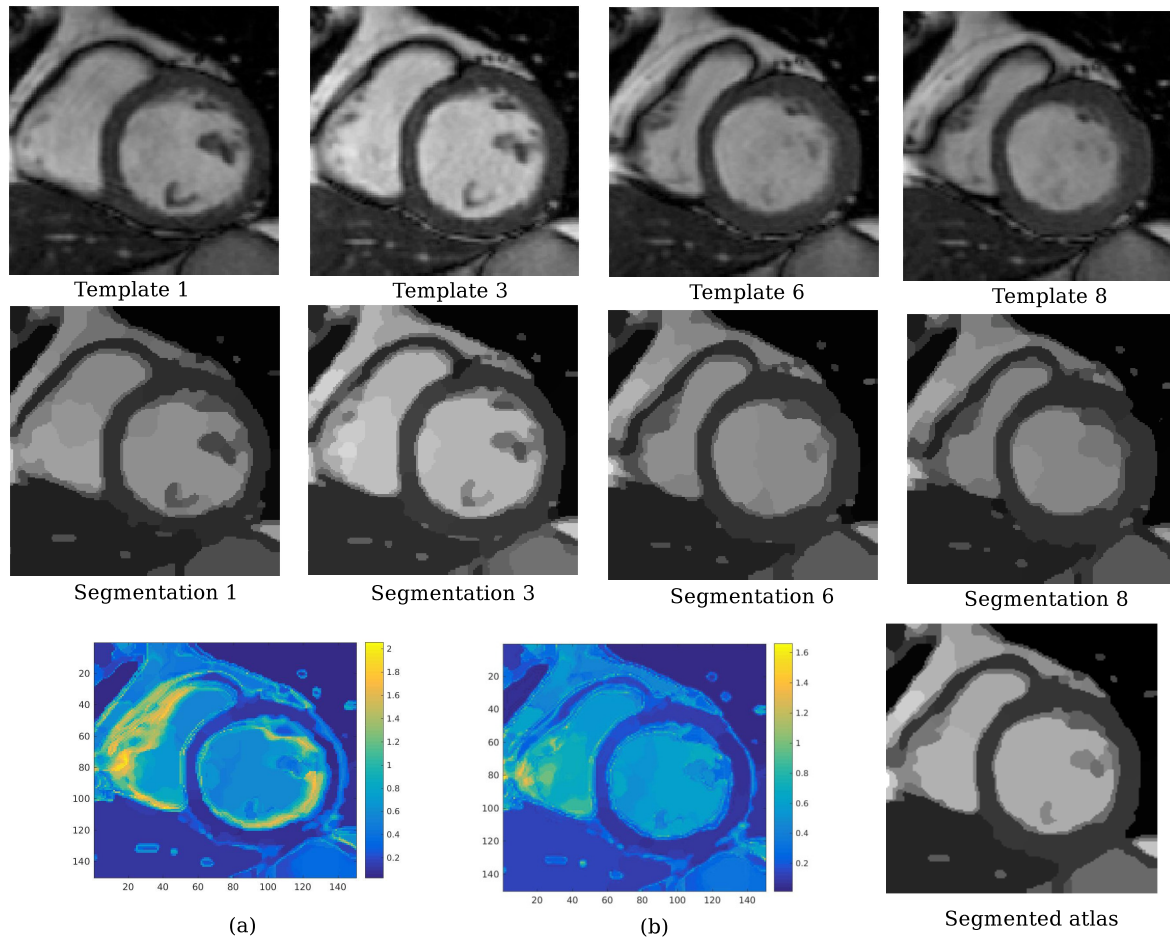 Template 1
Template 3
Template 6
Template 8
Segmentation 1
Segmentation 3
Segmentation 6
Segmentation 8
20
40
60
80
100
120
140
20 40 60 80 100 120 140
2
1.8
1.6
1.4
1.2
1
0.8
0.6
0.4
0.2
(a)
20
40
60
80
100
120
140
20 40 60 80 100 120 140
1.6
1.4
1.2
1
0.8
0.6
0.4
0.2
(b)
Segmented atlas